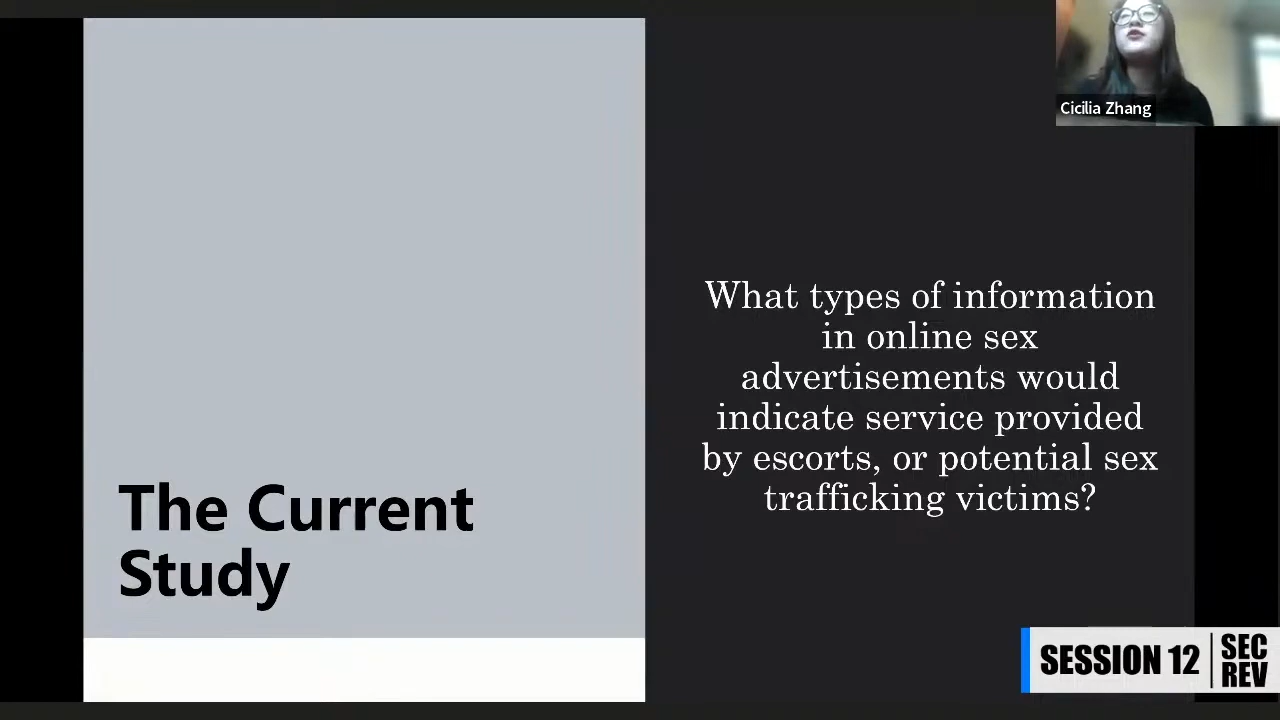 Cicilia Zhang
What types of information
in online sex
advertisements would
indicate service provided
by escorts, or potential sex
trafficking victims?
The Current
Study
SESSION 12
SEC
REV